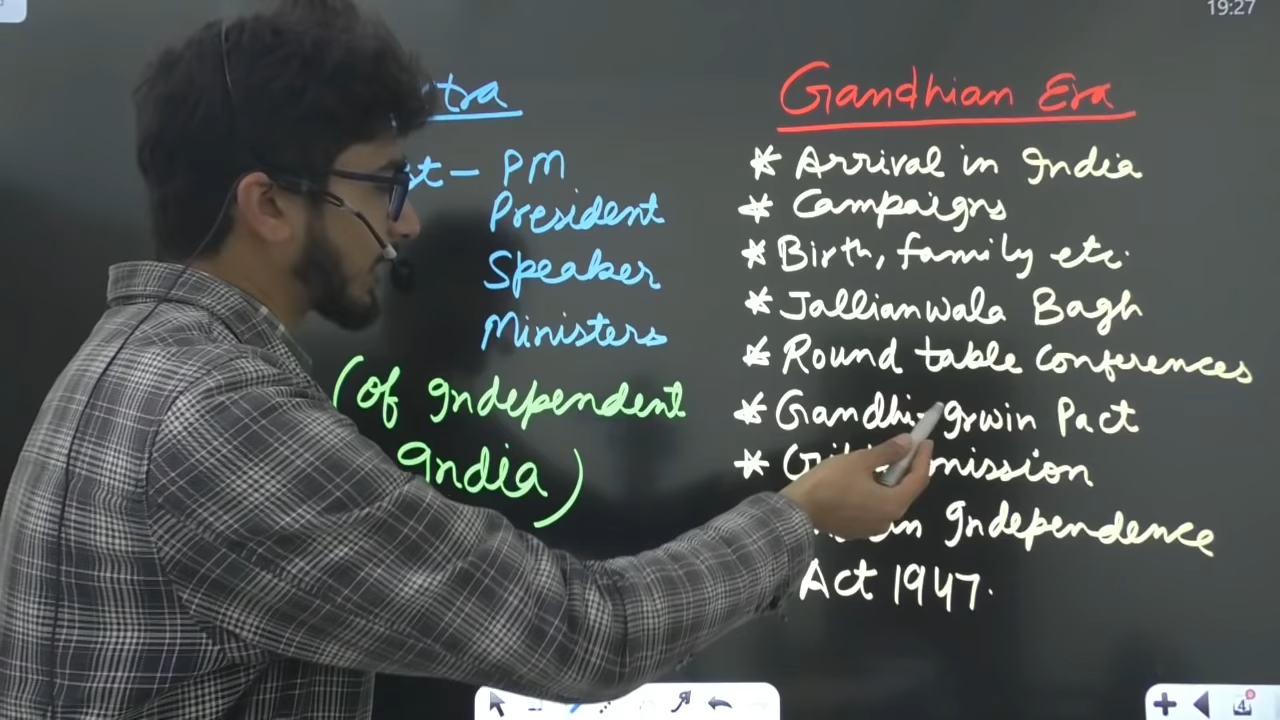 19:27
PM
President
Speaker
Ministers
(of Independent
India)
Gandhian Era
* Arrival in India
* Campaigns
* Birth, family etc.
* Jallianwala Bagh
* Round table conferences
* Gandhi-Irwin Pact
* mission
Independence
Act 1947.